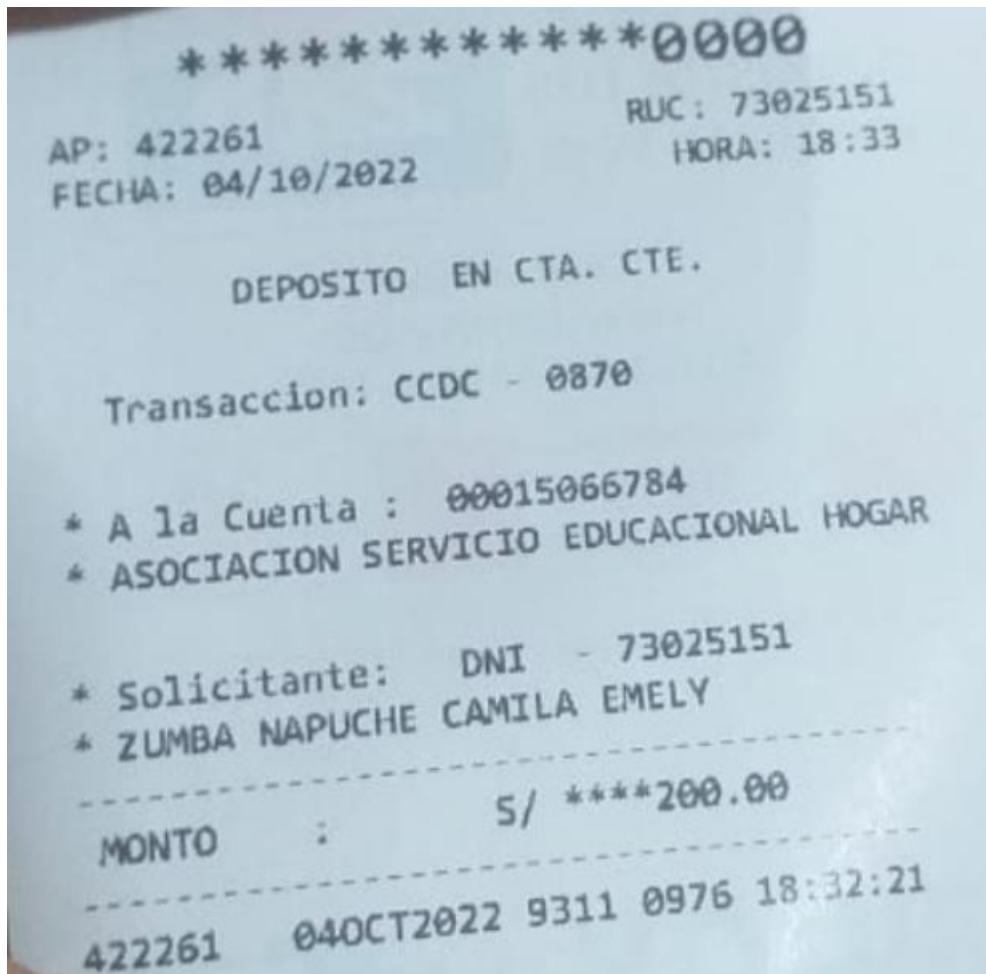 ************0000
AP: 422261 RUC: 73025151
FECHA: 04/10/2022 HORA: 18:33
DEPOSITO EN CTA. CTE.
Transaccion: CCDC - 0870
* A la Cuenta : 00015066784
* ASOCIACION SERVICIO EDUCACIONAL HOGAR
* Solicitante: DNI - 73025151
* ZUMBA NAPUCHE CAMILA EMELY
MONTO : S/ ****200.00
422261 04OCT2022 9311 0976 18:32:21